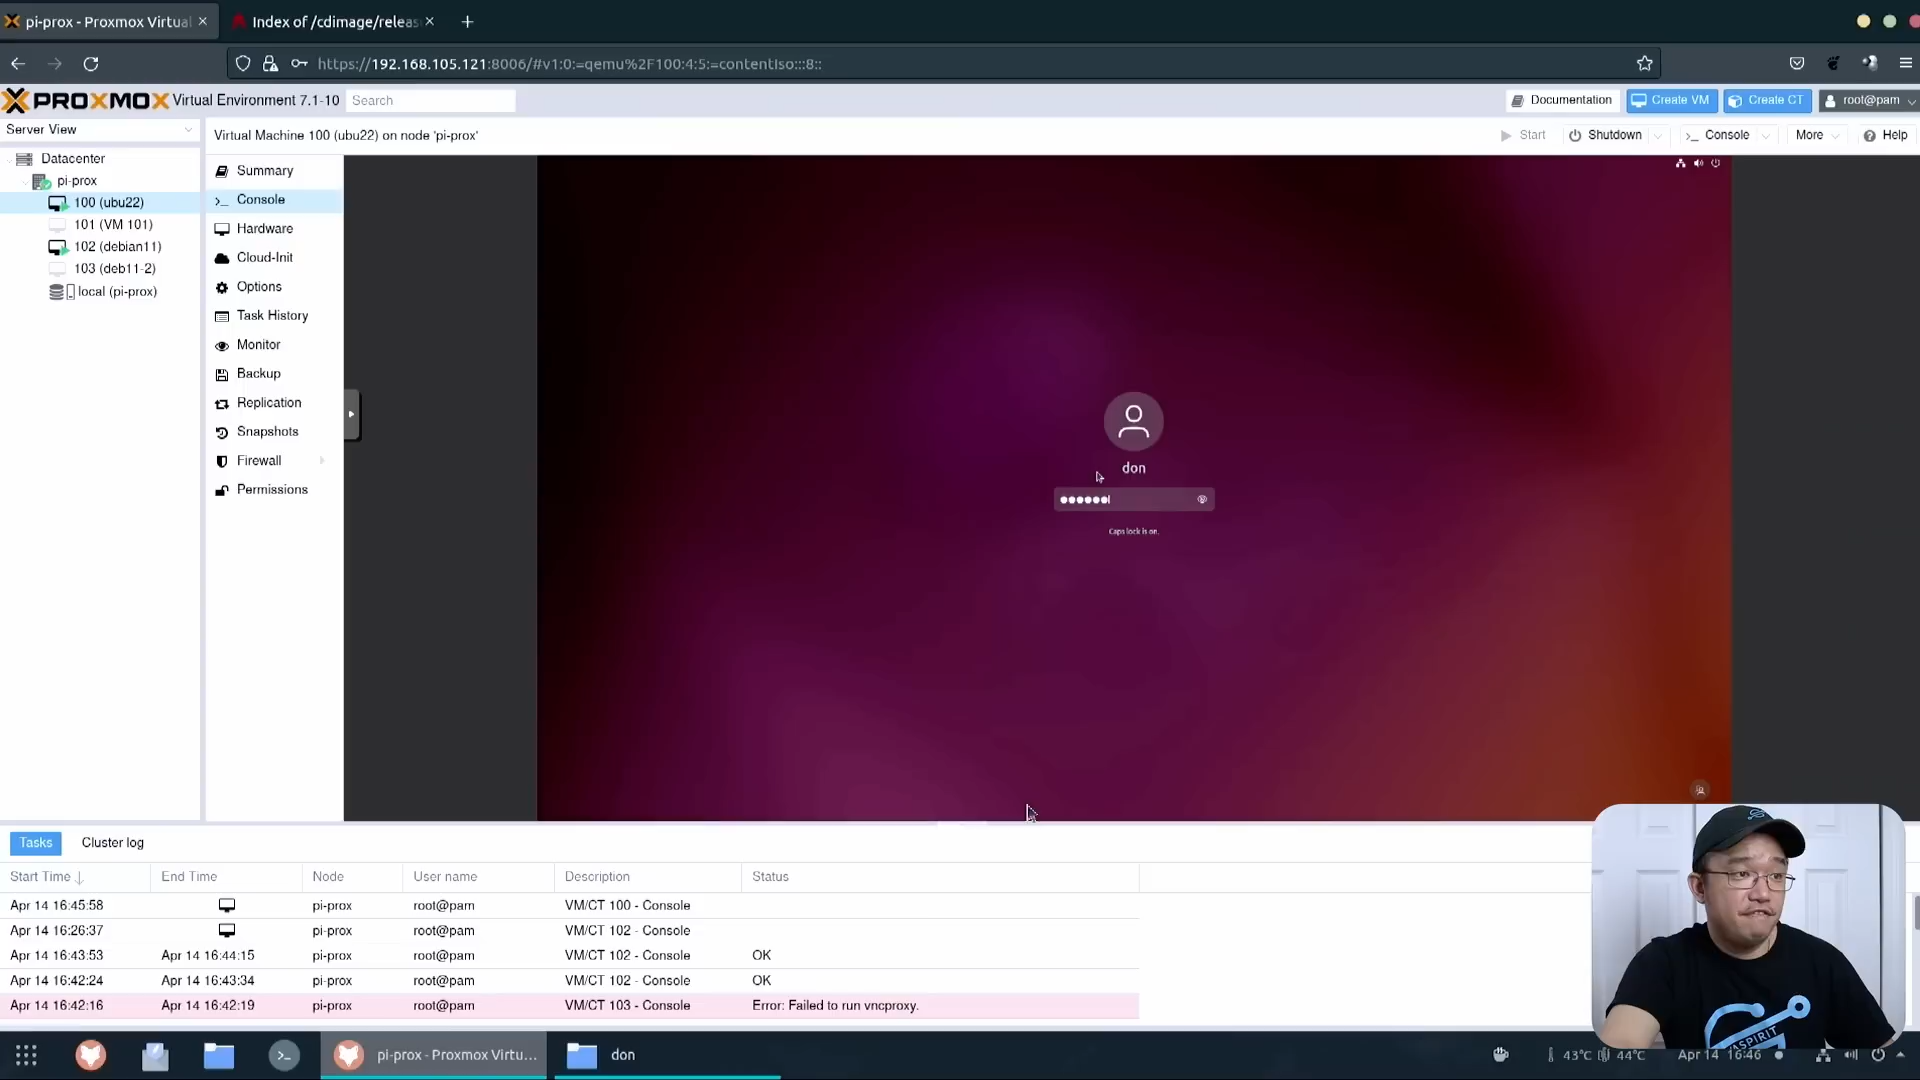 pi-prox - Proxmox Virtual
Index of /cdimage/releas
https://192.168.105.121:8006/#v1:0:=qemu%2F100:4:5:=contentIso:::8::
PROXMOX Virtual Environment 7.1-10
Search
Documentation
Create VM
Create CT
root@pam
Server View
Virtual Machine 100 (ubu22) on node 'pi-prox'
Start
Shutdown
Console
More
Help
Datacenter
pi-prox
100 (ubu22)
101 (VM 101)
102 (debian11)
103 (deb11-2)
local (pi-prox)
Summary
Console
Hardware
Cloud-Init
Options
Task History
Monitor
Backup
Replication
Snapshots
Firewall
Permissions
don
Caps lock is on.
Tasks
Cluster log
Start Time End Time Node User name Description Status
Apr 14 16:45:58 pi-prox root@pam VM/CT 100 - Console
Apr 14 16:26:37 pi-prox root@pam VM/CT 102 - Console
Apr 14 16:43:53 Apr 14 16:44:15 pi-prox root@pam VM/CT 102 - Console OK
Apr 14 16:42:24 Apr 14 16:43:34 pi-prox root@pam VM/CT 102 - Console OK
Apr 14 16:42:16 Apr 14 16:42:19 pi-prox root@pam VM/CT 103 - Console Error: Failed to run vncproxy.
pi-prox - Proxmox Virtu...
don
43°C
44°C
Apr 14 16:46